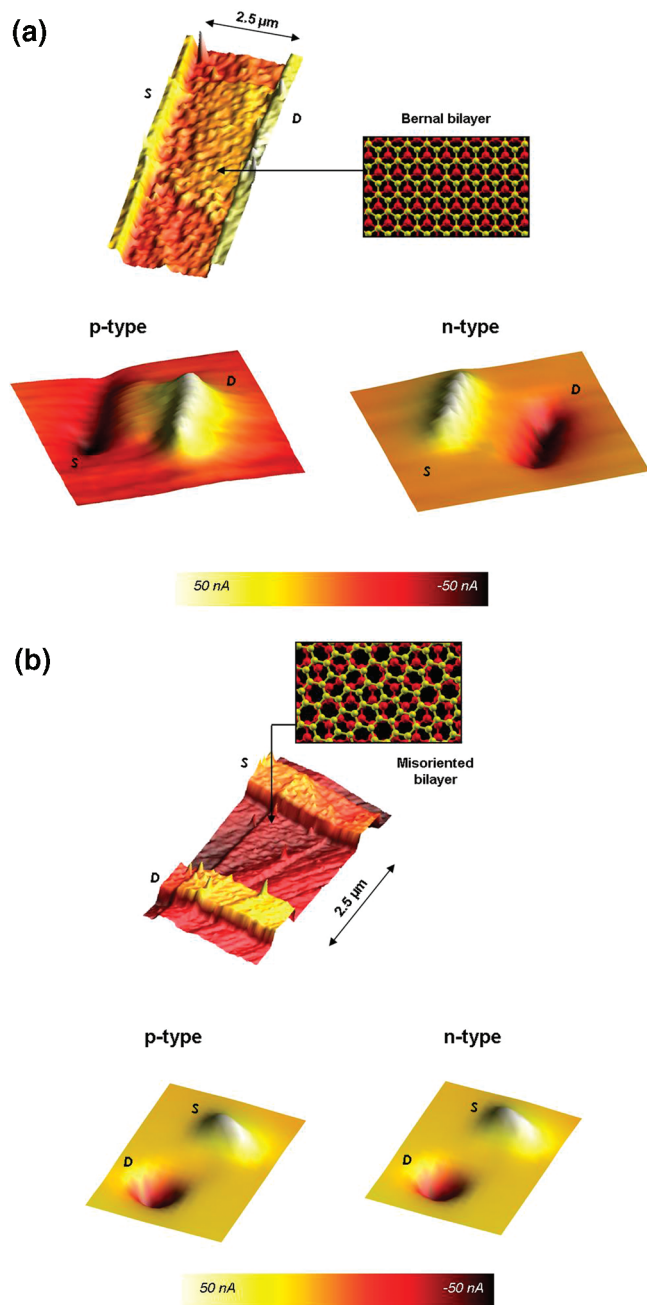 (a)
2.5 µm
S
D
Bernal bilayer
p-type
n-type
D
S
D
S
50 nA
-50 nA
(b)
Misoriented
bilayer
S
D
2.5 µm
p-type
n-type
S
D
S
D
50 nA
-50 nA